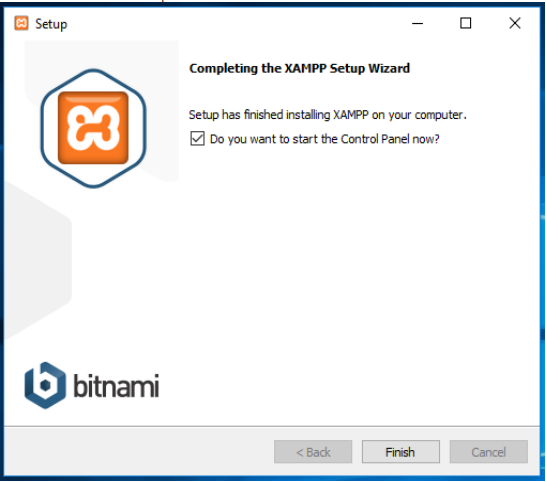 Setup
Completing the XAMPP Setup Wizard
Setup has finished installing XAMPP on your computer.
Do you want to start the Control Panel now?
bitnami
< Back
Finish
Cancel